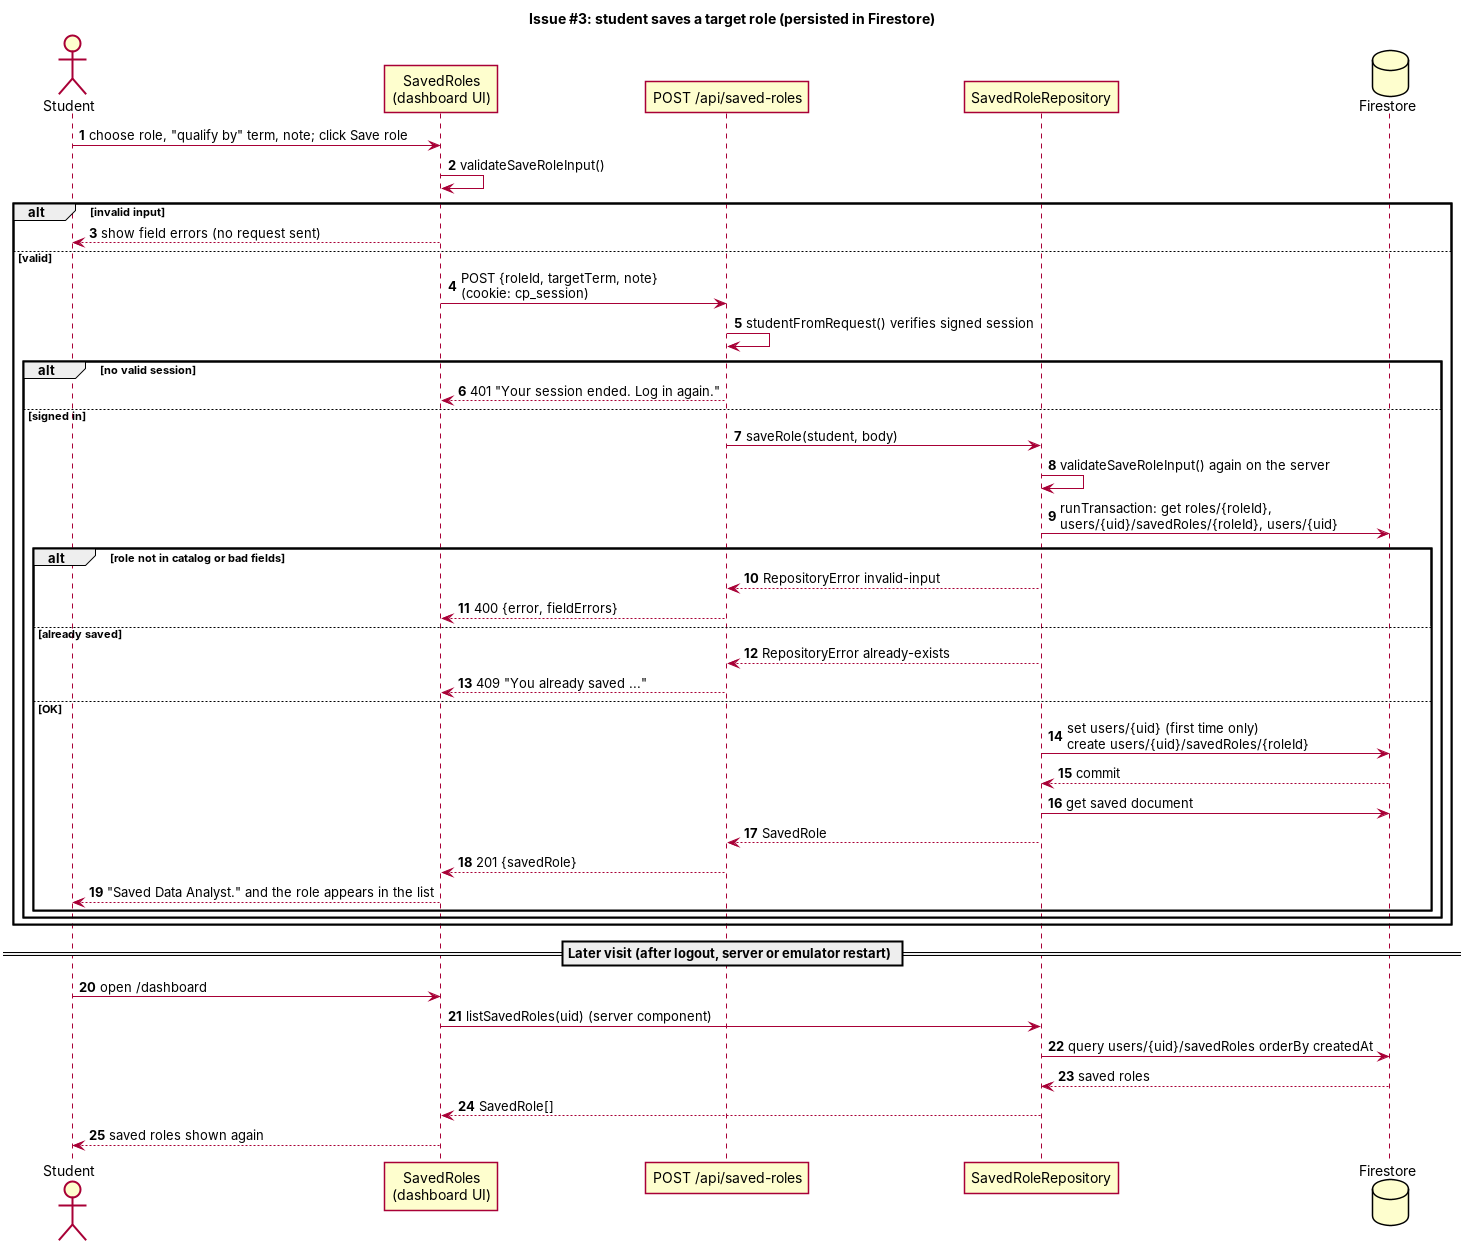 Issue #3: student saves a target role (persisted in Firestore)
Student
SavedRoles
(dashboard UI)
POST /api/saved-roles
SavedRoleRepository
Firestore
1 choose role, "qualify by" term, note; click Save role
2 validateSaveRoleInput()
alt [invalid input]
3 show field errors (no request sent)
[valid]
4 POST {roleId, targetTerm, note}
(cookie: cp_session)
5 studentFromRequest() verifies signed session
alt [no valid session]
6 401 "Your session ended. Log in again."
[signed in]
7 saveRole(student, body)
8 validateSaveRoleInput() again on the server
9 runTransaction: get roles/{roleId},
users/{uid}/savedRoles/{roleId}, users/{uid}
alt [role not in catalog or bad fields]
10 RepositoryError invalid-input
11 400 {error, fieldErrors}
[already saved]
12 RepositoryError already-exists
13 409 "You already saved ..."
[OK]
14 set users/{uid} (first time only)
create users/{uid}/savedRoles/{roleId}
15 commit
16 get saved document
17 SavedRole
18 201 {savedRole}
19 "Saved Data Analyst." and the role appears in the list
Later visit (after logout, server or emulator restart)
20 open /dashboard
21 listSavedRoles(uid) (server component)
22 query users/{uid}/savedRoles orderBy createdAt
23 saved roles
24 SavedRole[]
25 saved roles shown again
Student
SavedRoles
(dashboard UI)
POST /api/saved-roles
SavedRoleRepository
Firestore